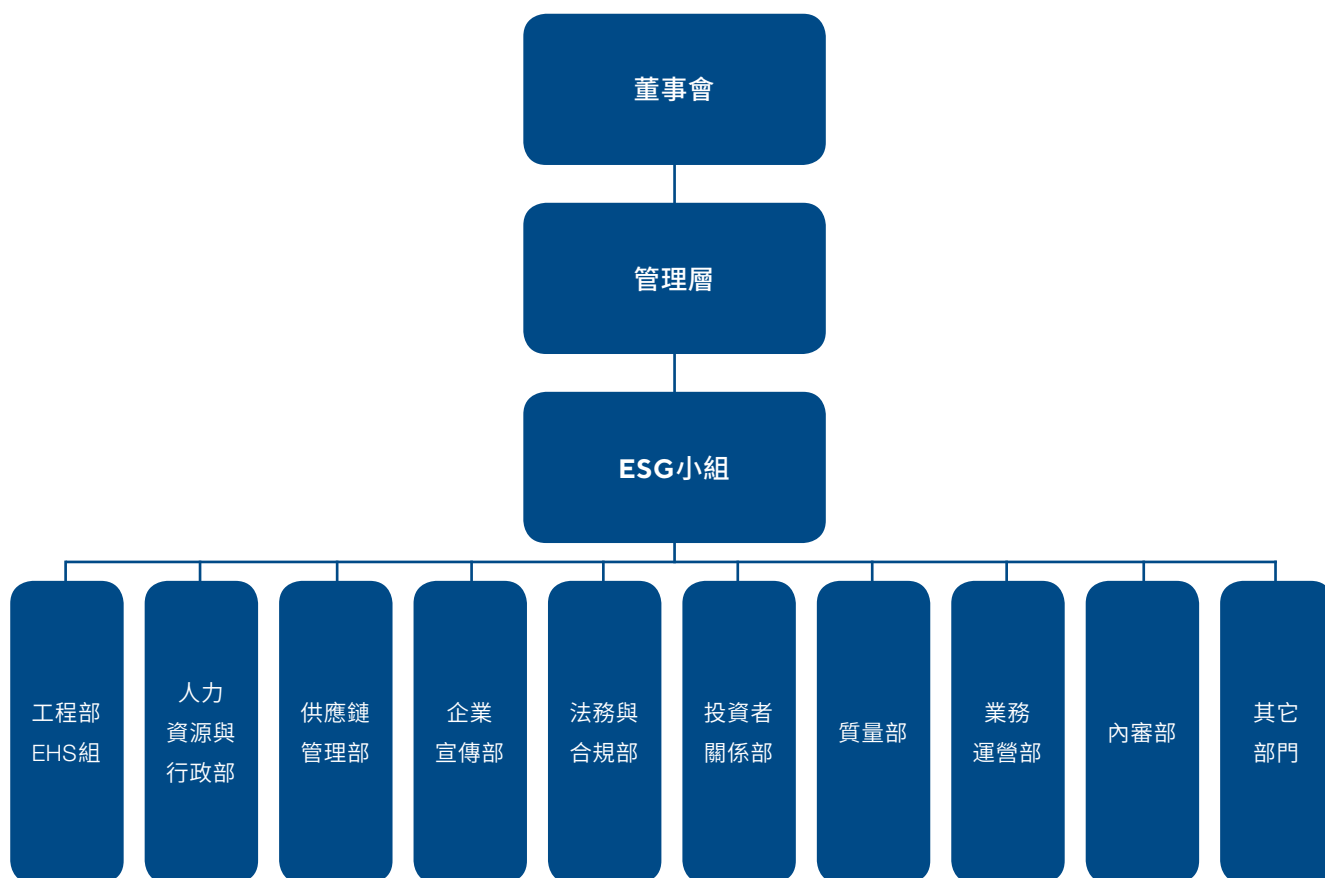 董事會
管理層
ESG小組
工程部
EHS組
人力
資源與
行政部
供應鏈
管理部
企業
宣傳部
法務與
合規部
投資者
關係部
質量部
業務
運營部
內審部
其它
部門